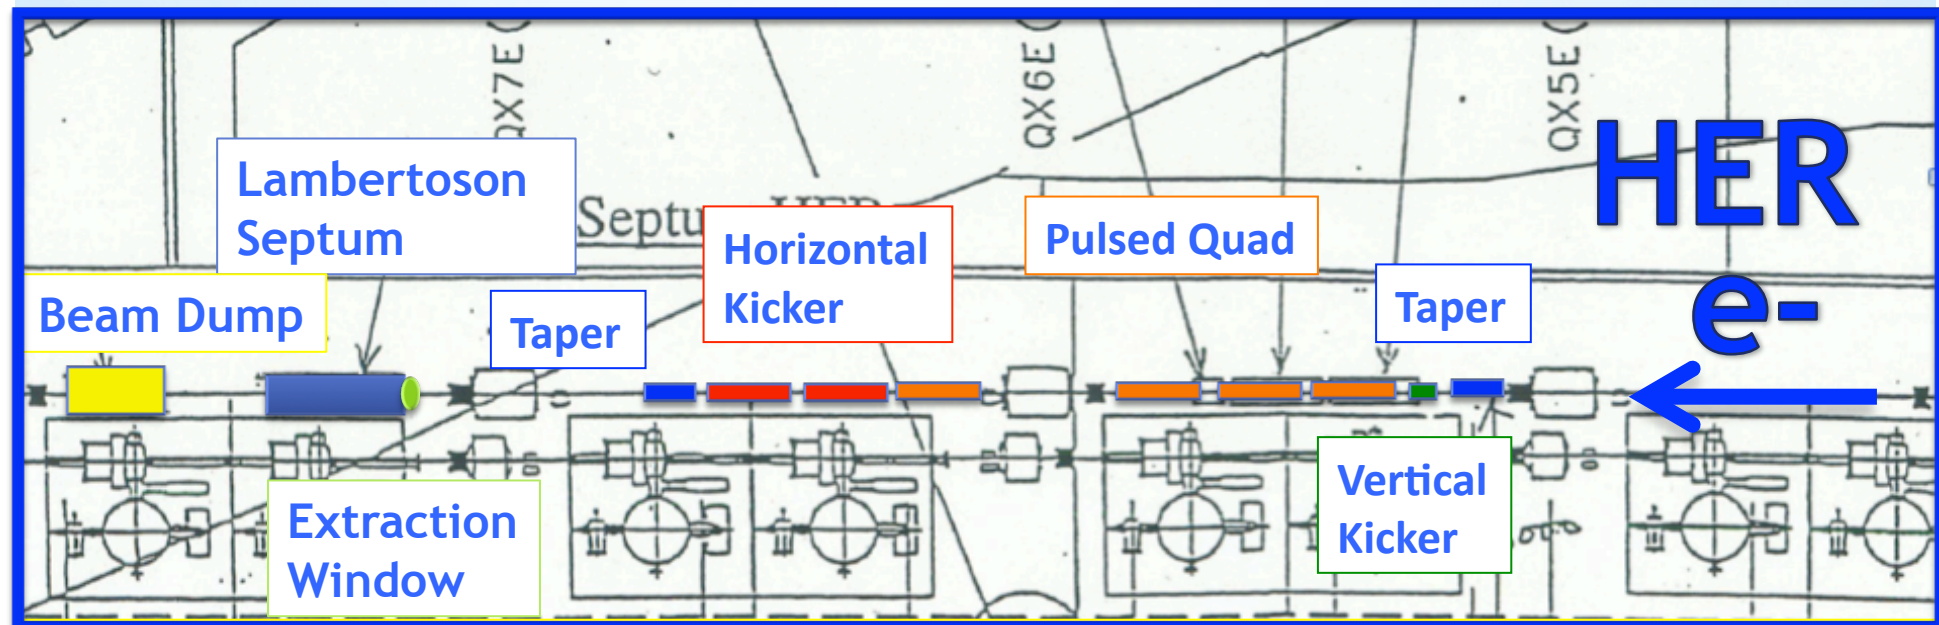 QX7E (
QX6E (
QX5E (
HER
e-
Lambertoson
Septum
Septu
Horizontal
Kicker
Pulsed Quad
Beam Dump
Taper
Taper
Extraction
Window
Vertical
Kicker